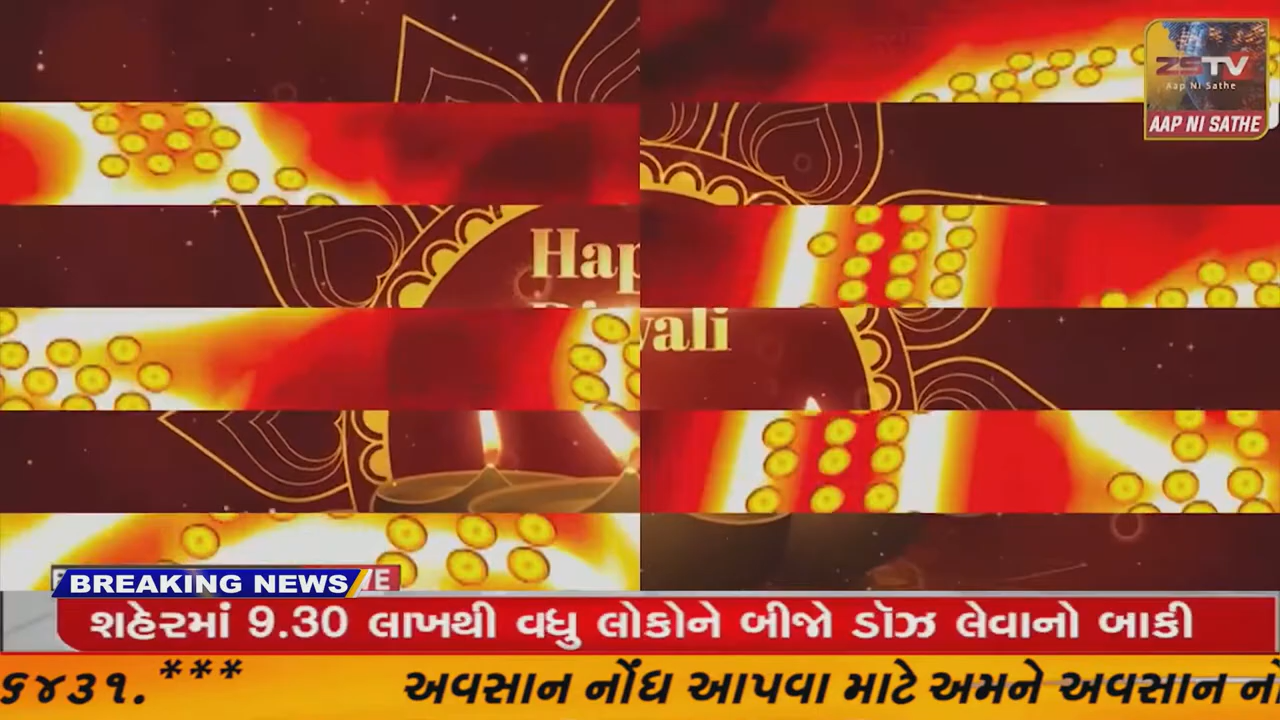 ZSTV
Aap Ni Sathe
AAP NI SATHE
Hap
vali
BREAKING NEWS
શહેરમાં 9.30 લાખથી વધુ લોકોને બીજો ડૉઝ લેવાનો બાકી
૬૪૩૧.*** અવસાન નોંધ આપવા માટે અમને અવસાન નં